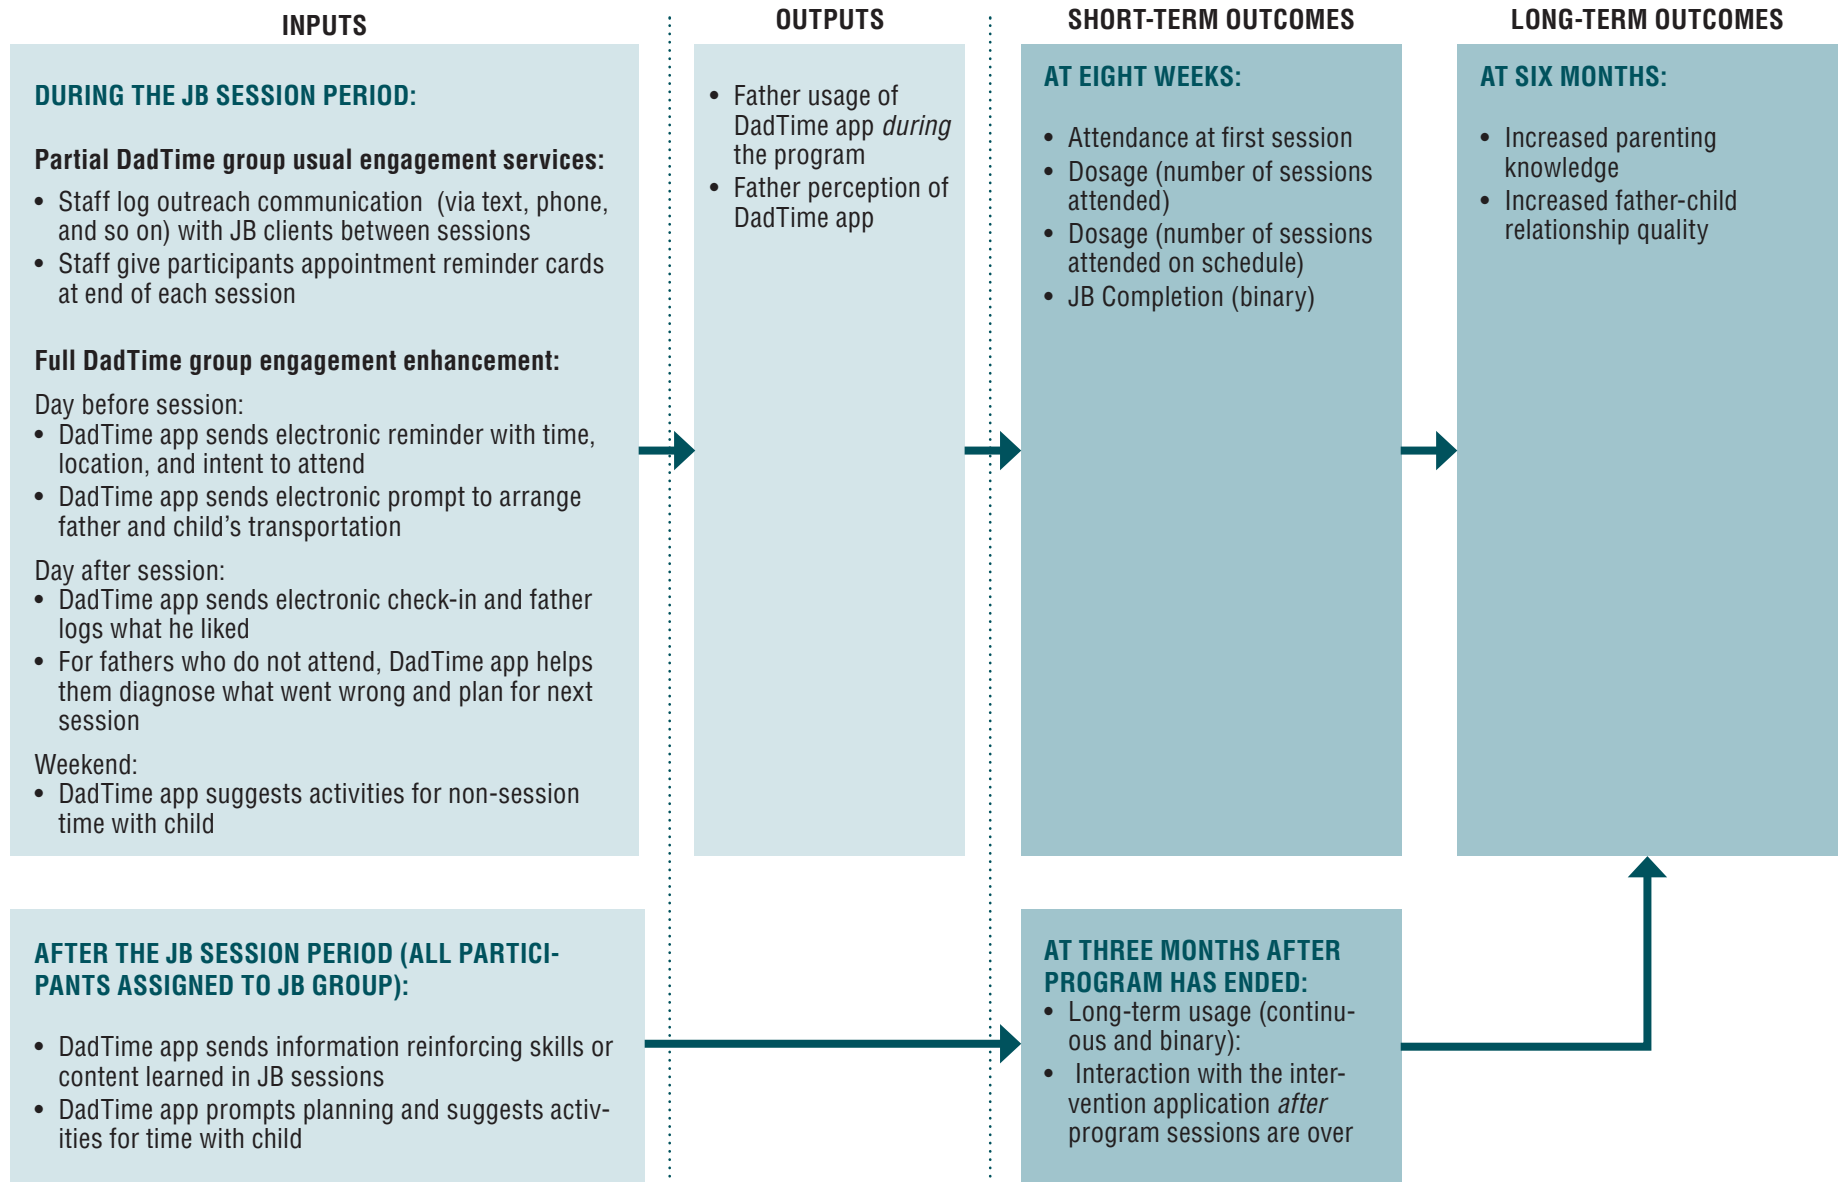 INPUTS
DURING THE JB SESSION PERIOD:
Partial DadTime group usual engagement services:
• Staff log outreach communication (via text, phone,
and so on) with JB clients between sessions
• Staff give participants appointment reminder cards
at end of each session
Full DadTime group engagement enhancement:
Day before session:
• DadTime app sends electronic reminder with time,
location, and intent to attend
• DadTime app sends electronic prompt to arrange
father and child’s transportation
Day after session:
• DadTime app sends electronic check-in and father
logs what he liked
• For fathers who do not attend, DadTime app helps
them diagnose what went wrong and plan for next
session
Weekend:
• DadTime app suggests activities for non-session
time with child
OUTPUTS
• Father usage of
DadTime app during
the program
• Father perception of
DadTime app
SHORT-TERM OUTCOMES
AT EIGHT WEEKS:
• Attendance at first session
• Dosage (number of sessions
attended)
• Dosage (number of sessions
attended on schedule)
• JB Completion (binary)
LONG-TERM OUTCOMES
AT SIX MONTHS:
• Increased parenting
knowledge
• Increased father-child
relationship quality
AFTER THE JB SESSION PERIOD (ALL PARTICI-
PANTS ASSIGNED TO JB GROUP):
• DadTime app sends information reinforcing skills or
content learned in JB sessions
• DadTime app prompts planning and suggests activ-
ities for time with child
AT THREE MONTHS AFTER
PROGRAM HAS ENDED:
• Long-term usage (continu-
ous and binary):
• Interaction with the inter-
vention application after
program sessions are over